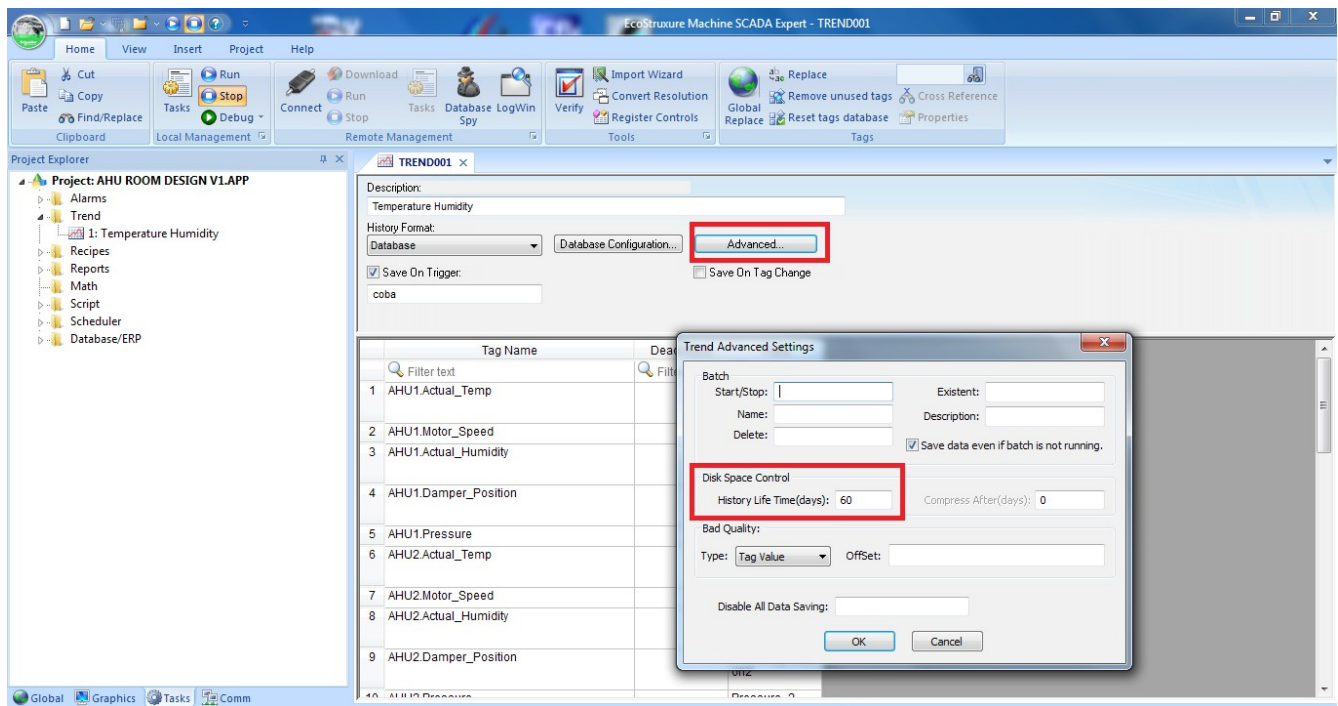 EcoStruxure Machine SCADA Expert - TREND001
Home View Insert Project Help
Cut
Copy
Find/Replace
Paste
Clipboard
Tasks
Run
Stop
Debug
Local Management
Connect
Download
Run
Stop
Tasks
Database Spy
LogWin
Remote Management
Verify
Import Wizard
Convert Resolution
Register Controls
Tools
Global Replace
Replace
Remove unused tags
Reset tags database
Cross Reference
Properties
Tags
Project Explorer
Project: AHU ROOM DESIGN V1.APP
Alarms
Trend
1: Temperature Humidity
Recipes
Reports
Math
Script
Scheduler
Database/ERP
Global Graphics Tasks Comm
TREND001
Description:
Temperature Humidity
History Format:
Database Database Configuration... Advanced...
Save On Trigger: Save On Tag Change
coba
Tag Name
Filter text
1 AHU1.Actual_Temp
2 AHU1.Motor_Speed
3 AHU1.Actual_Humidity
4 AHU1.Damper_Position
5 AHU1.Pressure
6 AHU2.Actual_Temp
7 AHU2.Motor_Speed
8 AHU2.Actual_Humidity
9 AHU2.Damper_Position
Trend Advanced Settings
Batch
Start/Stop: Existent:
Name: Description:
Delete: Save data even if batch is not running.
Disk Space Control
History Life Time(days): 60 Compress After(days): 0
Bad Quality:
Type: Tag Value OffSet:
Disable All Data Saving:
OK Cancel